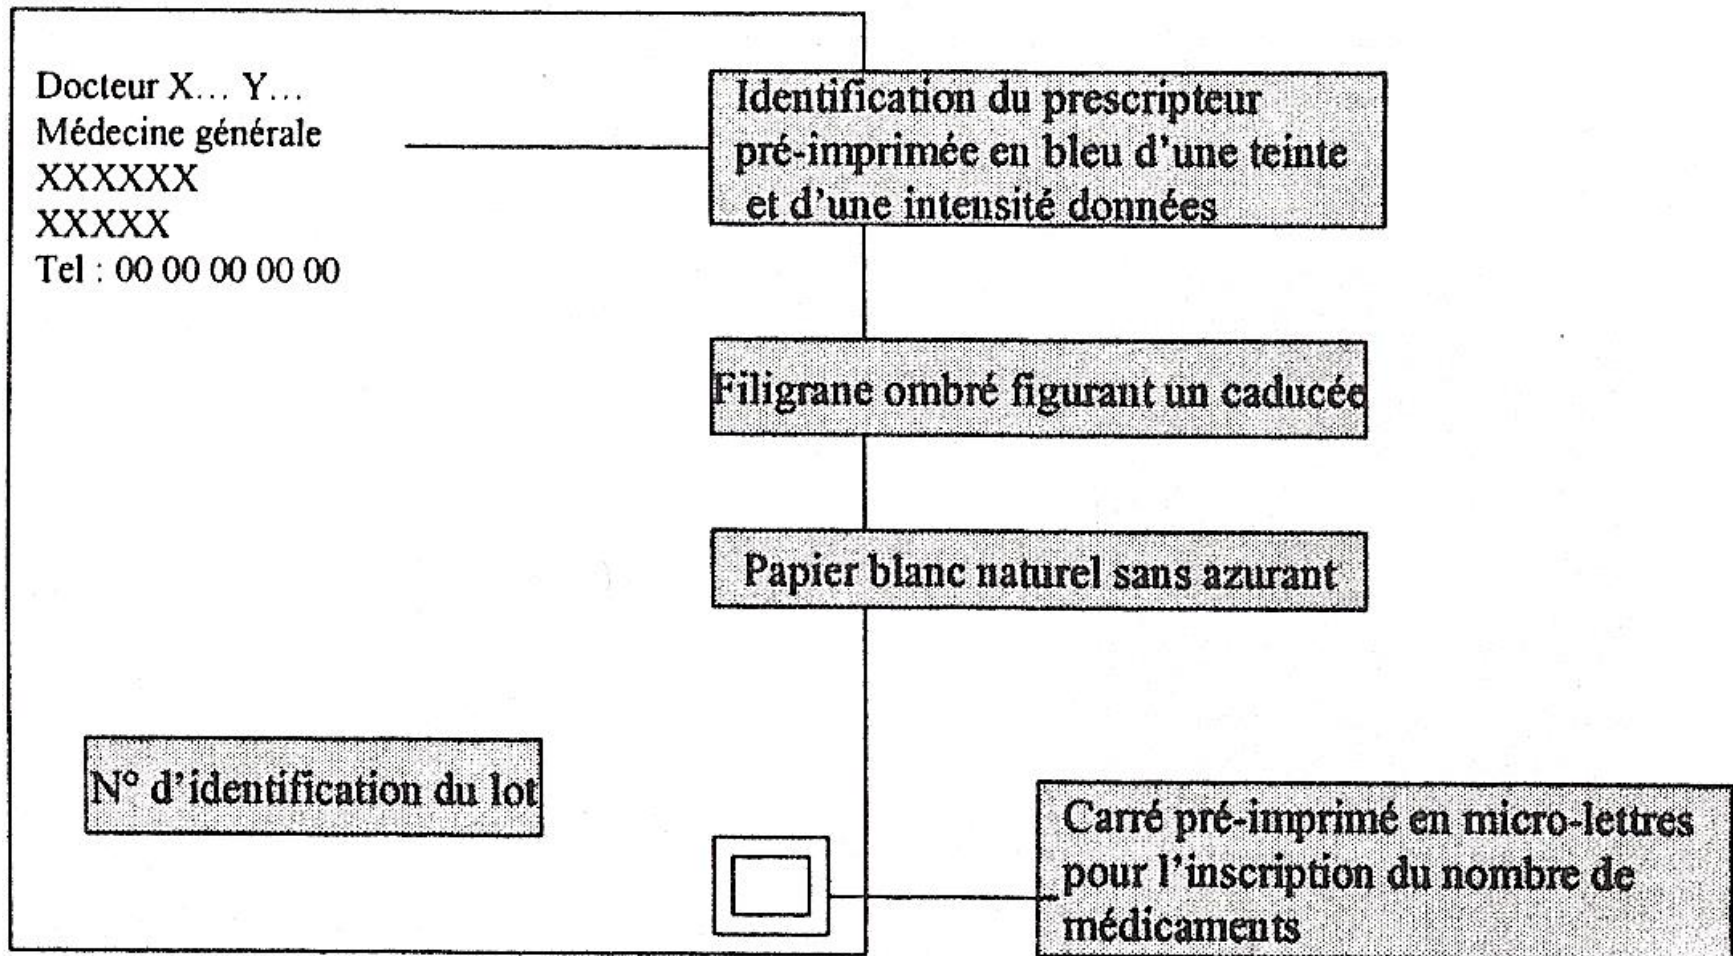 Docteur X... Y...
Médecine générale
XXXXXX
XXXXX
Tel : 00 00 00 00 00
Identification du prescripteur
pré-imprimée en bleu d'une teinte
et d'une intensité données
Filigrane ombré figurant un caducée
Papier blanc naturel sans azurant
N° d'identification du lot
Carré pré-imprimé en micro-lettres
pour l'inscription du nombre de
médicaments